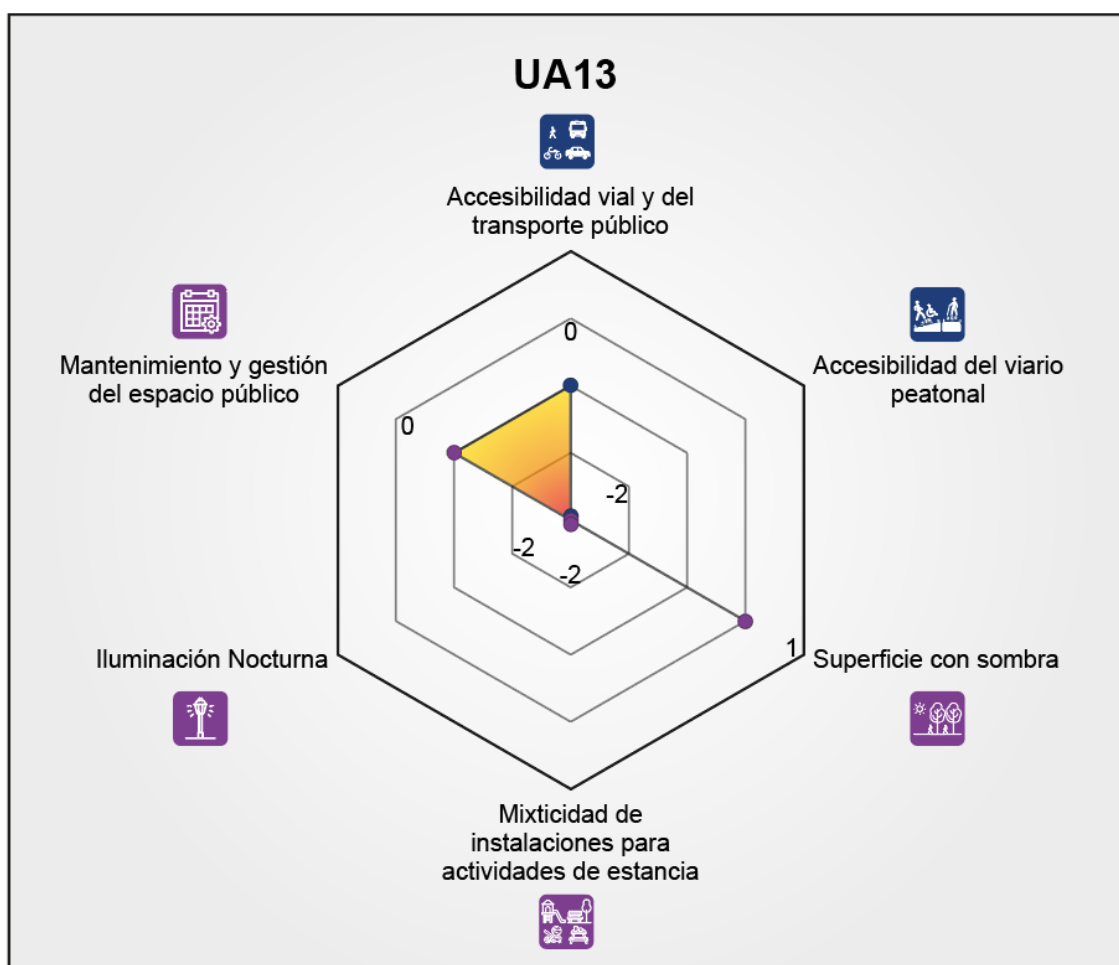 UA13
Accesibilidad vial y del
transporte público
Mantenimiento y gestión
del espacio público
Accesibilidad del viario
peatonal
0
0
-2
-2
-2
1
Iluminación Nocturna
Superficie con sombra
Mixticidad de
instalaciones para
actividades de estancia